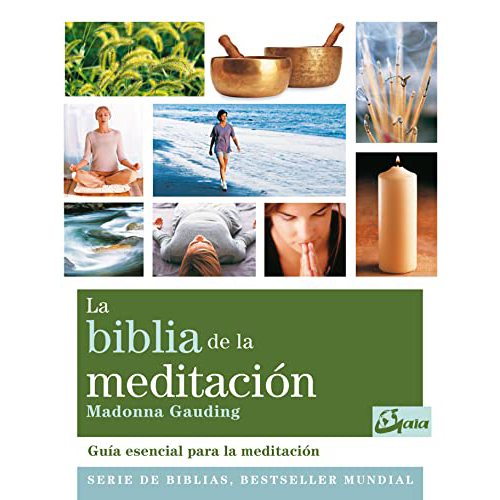 La
biblia de la
meditación
Madonna Gauding
Gaia
Guía esencial para la meditación
SERIE DE BIBLIAS, BESTSELLER MUNDIAL